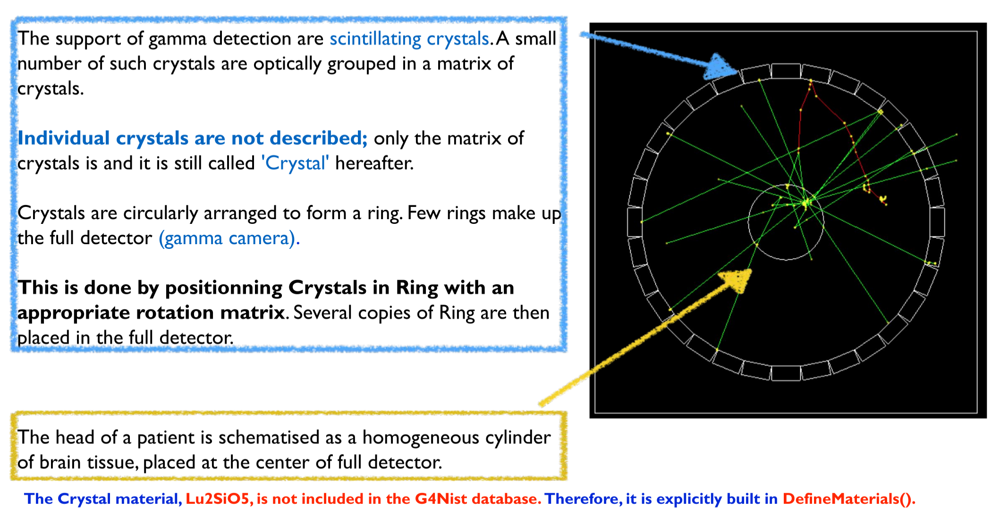 The support of gamma detection are scintillating crystals. A small
number of such crystals are optically grouped in a matrix of
crystals.
Individual crystals are not described; only the matrix of
crystals is and it is still called 'Crystal' hereafter.
Crystals are circularly arranged to form a ring. Few rings make up
the full detector (gamma camera).
This is done by positionning Crystals in Ring with an
appropriate rotation matrix. Several copies of Ring are then
placed in the full detector.
The head of a patient is schematised as a homogeneous cylinder
of brain tissue, placed at the center of full detector.
The Crystal material, Lu2SiO5, is not included in the G4Nist database. Therefore, it is explicitly built in DefineMaterials().